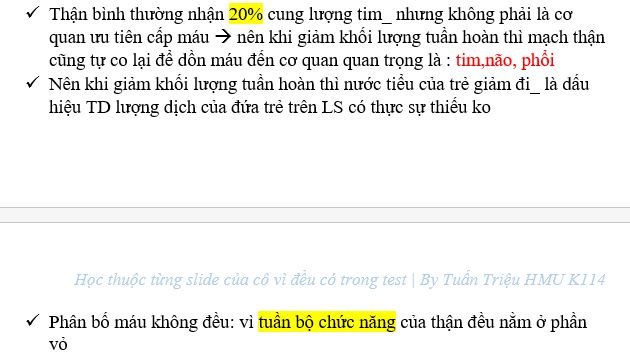 ✓ Thận bình thường nhận 20% cung lượng tim_ nhưng không phải là cơ
quan ưu tiên cấp máu → nên khi giảm khối lượng tuần hoàn thì mạch thận
cũng tự co lại để dồn máu đến cơ quan quan trọng là : tim,não, phổi
✓ Nên khi giảm khối lượng tuần hoàn thì nước tiểu của trẻ giảm đi_ là dấu
hiệu TD lượng dịch của đứa trẻ trên LS có thực sự thiếu ko
Học thuộc từng slide của cô vì đều có trong test | By Tuấn Triệu HMU K114
✓ Phân bố máu không đều: vì tuần bộ chức năng của thận đều nằm ở phần
vỏ